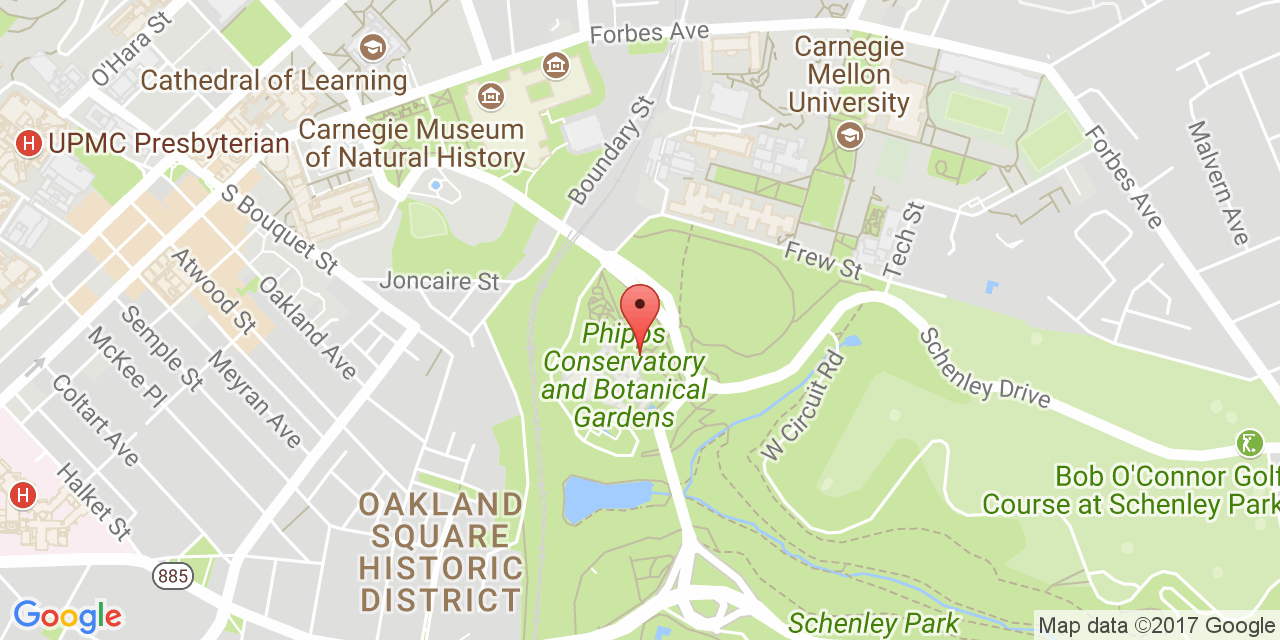 Forbes Ave
O'Hara St
Cathedral of Learning
Carnegie
Mellon
University
H UPMC Presbyterian
Carnegie Museum
of Natural History
Boundary St
Forbes Ave
Malvern Ave
S Bouquet St
Tech St
Frew St
Joncaire St
Atwood St
Oakland Ave
Semple St
McKee Pl
Meyran Ave
Coltart Ave
Halket St
Phipps
Conservatory
and Botanical
Gardens
Schenley Drive
W Circuit Rd
Bob O'Connor Golf
Course at Schenley Park
H
OAKLAND
SQUARE
HISTORIC
DISTRICT
885
Google
Schenley Park
Map data ©2017 Google